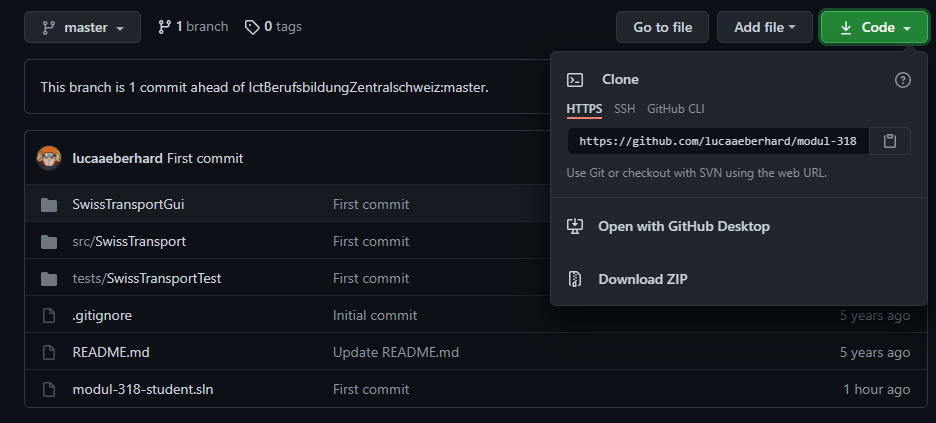 master 1 branch 0 tags Go to file Add file Code
This branch is 1 commit ahead of IctBerufsbildungZentralschweiz:master.
Clone
HTTPS SSH GitHub CLI
https://github.com/lucaaeberhard/modul-318
Use Git or checkout with SVN using the web URL.
Open with GitHub Desktop
Download ZIP
lucaaeberhard First commit
SwissTransportGui First commit
src/SwissTransport First commit
tests/SwissTransportTest First commit
.gitignore Initial commit 5 years ago
README.md Update README.md 5 years ago
modul-318-student.sln First commit 1 hour ago